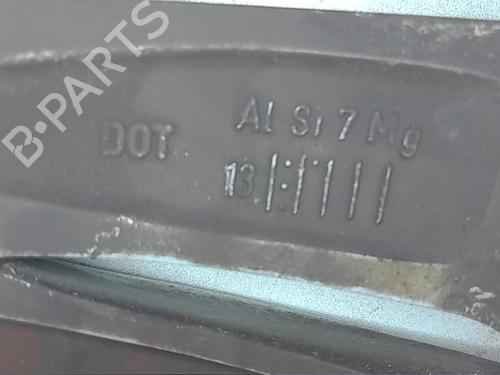 B-PARTS
DOT
Al Si 7 Mg
13